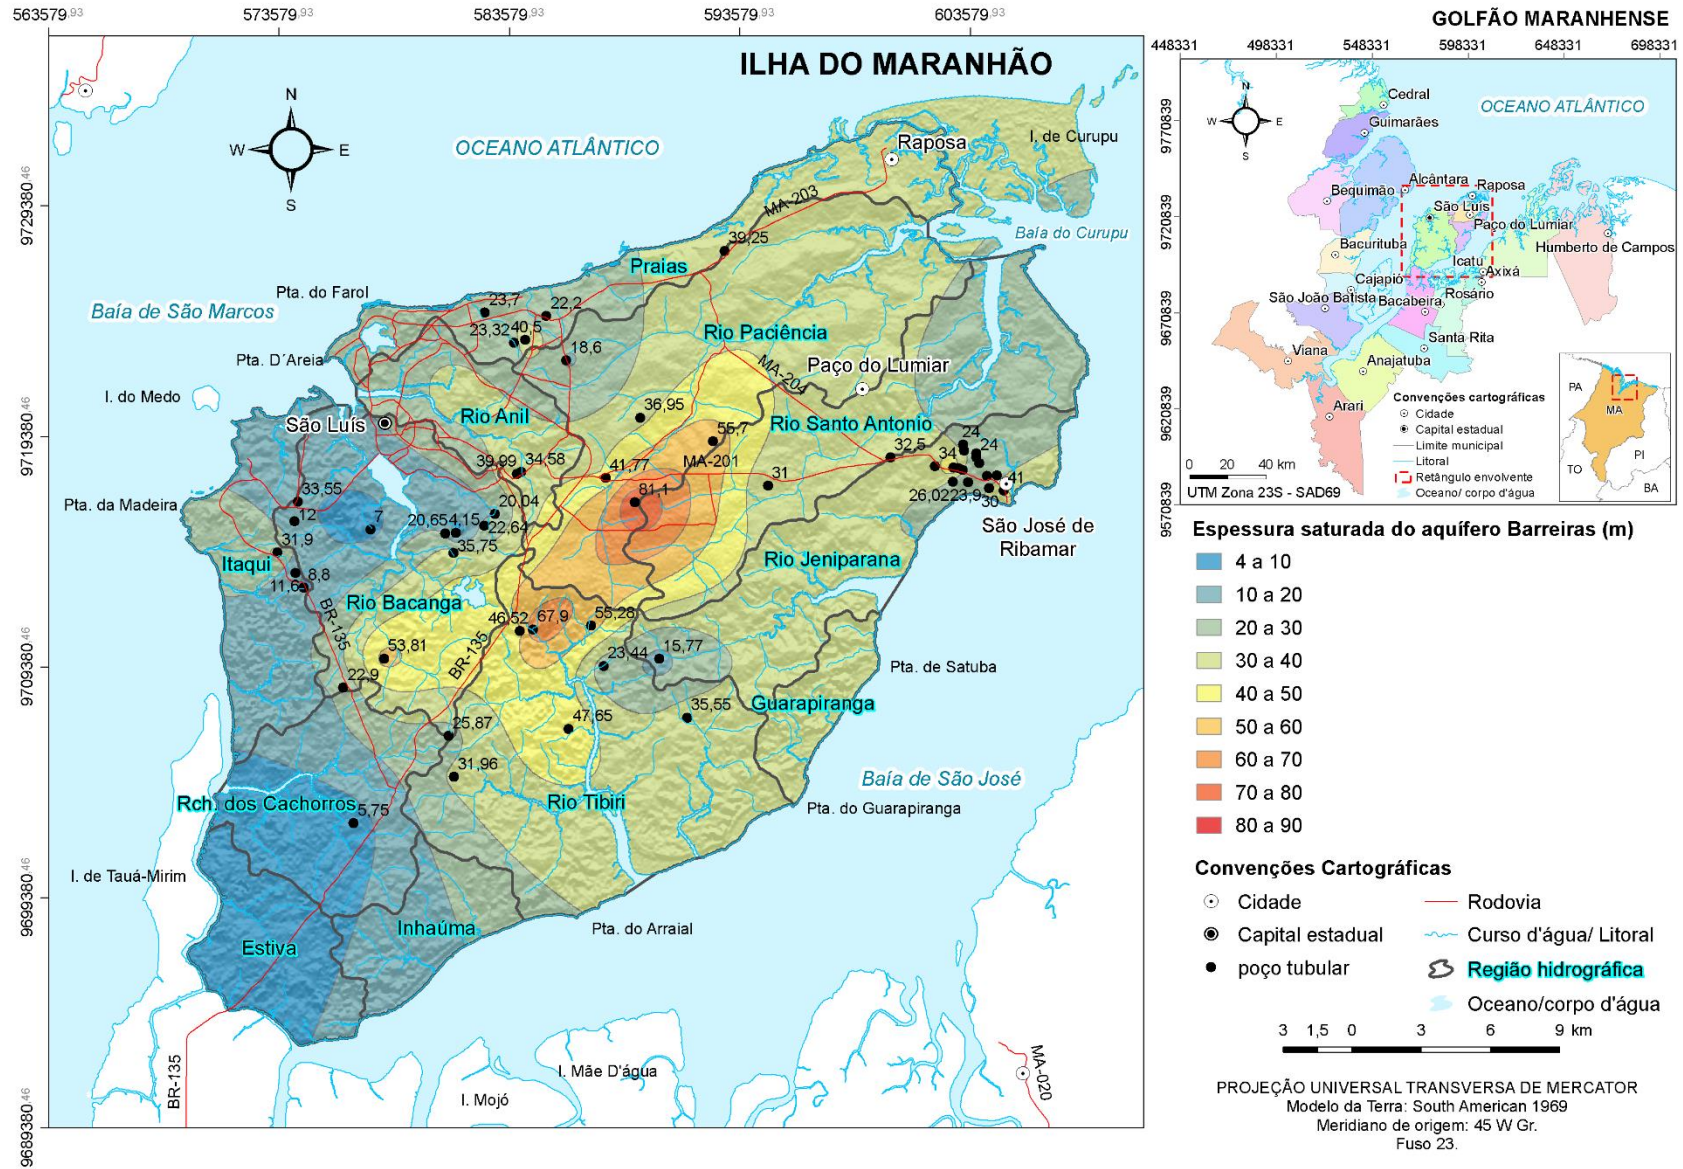 563579,93
573579,93
583579,93
593579,93
603579,93
9729380,46
9719380,46
9709380,46
9699380,46
9689380,46
ILHA DO MARANHÃO
N
W
E
S
OCEANO ATLÂNTICO
Raposa
I. de Curupu
MA-203
39,25
Baía do Curupu
Praias
Pta. do Farol
Baía de São Marcos
23,7
22,2
23,32
40,5
18,6
Rio Paciência
Pta. D´Areia
MA-204
Paço do Lumiar
I. do Medo
Rio Anil
36,95
São Luís
Rio Santo Antonio
55,7
24
32,5
24
34
39,99
34,58
41,77
MA-201
31
41
Pta. da Madeira
33,55
81,1
26,02
23,9
30
20,04
12
7
20,65
4,15
22,64
São José de
Ribamar
31,9
35,75
Itaqui
Rio Jeniparana
8,8
11,6
BR-135
Rio Bacanga
46,52
67,9
55,28
53,81
BR-135
23,44
15,77
Pta. de Satuba
22,9
Guarapiranga
35,55
25,87
47,65
31,96
Baía de São José
Rch. dos Cachorros
5,75
Rio Tibiri
Pta. do Guarapiranga
I. de Tauá-Mirim
Inhaúma
Pta. do Arraial
Estiva
BR-135
I. Mãe D'água
I. Mojó
MA-020
GOLFÃO MARANHENSE
448331
498331
548331
598331
648331
698331
9770839
9720839
9670839
9620839
9570839
N
W
E
S
Cedral
OCEANO ATLÂNTICO
Guimarães
Alcântara
Raposa
Bequimão
São Luís
Paço do Lumiar
Bacurituba
Humberto de Campos
Icatu
Axixá
Cajapió
São João Batista
Bacabeira
Rosário
Santa Rita
Viana
Anajatuba
Arari
PA
MA
PI
TO
BA
Convenções cartográficas
Cidade
Capital estadual
Limite municipal
Litoral
Retângulo envolvente
Oceano/ corpo d'água
0 20 40 km
UTM Zona 23S - SAD69
Espessura saturada do aquífero Barreiras (m)
4 a 10
10 a 20
20 a 30
30 a 40
40 a 50
50 a 60
60 a 70
70 a 80
80 a 90
Convenções Cartográficas
Cidade
Capital estadual
poço tubular
Rodovia
Curso d'água/ Litoral
Região hidrográfica
Oceano/corpo d'água
3 1,5 0 3 6 9 km
PROJEÇÃO UNIVERSAL TRANSVERSA DE MERCATOR
Modelo da Terra: South American 1969
Meridiano de origem: 45 W Gr.
Fuso 23.